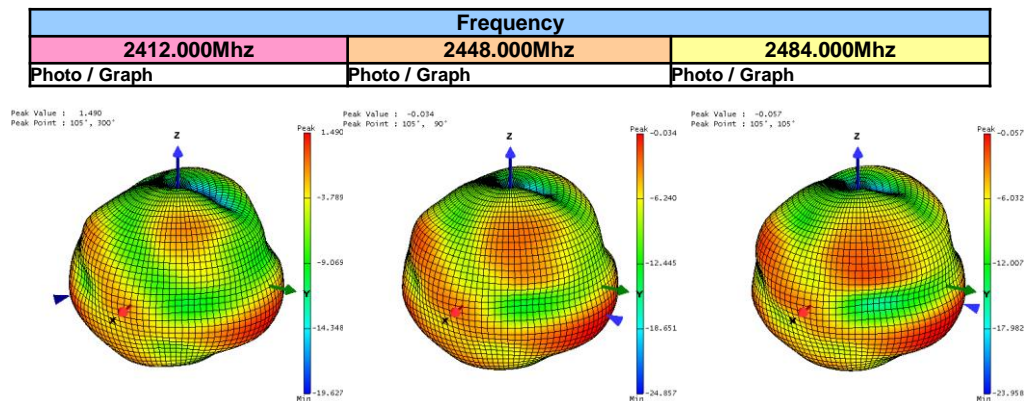 Frequency
2412.000Mhz 2448.000Mhz 2484.000Mhz
Photo / Graph Photo / Graph Photo / Graph
Peak Value : 1.490
Peak Point : 105', 300'
Peak
1.490
-3.789
-9.069
-14.348
-19.627
Min
Z
X
Peak Value : -0.034
Peak Point : 105', 90'
Peak
-0.034
-6.240
-12.445
-18.651
-24.857
Min
Z
X
Peak Value : -0.057
Peak Point : 105', 105'
Peak
-0.057
-6.032
-12.007
-17.982
-23.958
Min
Z
X